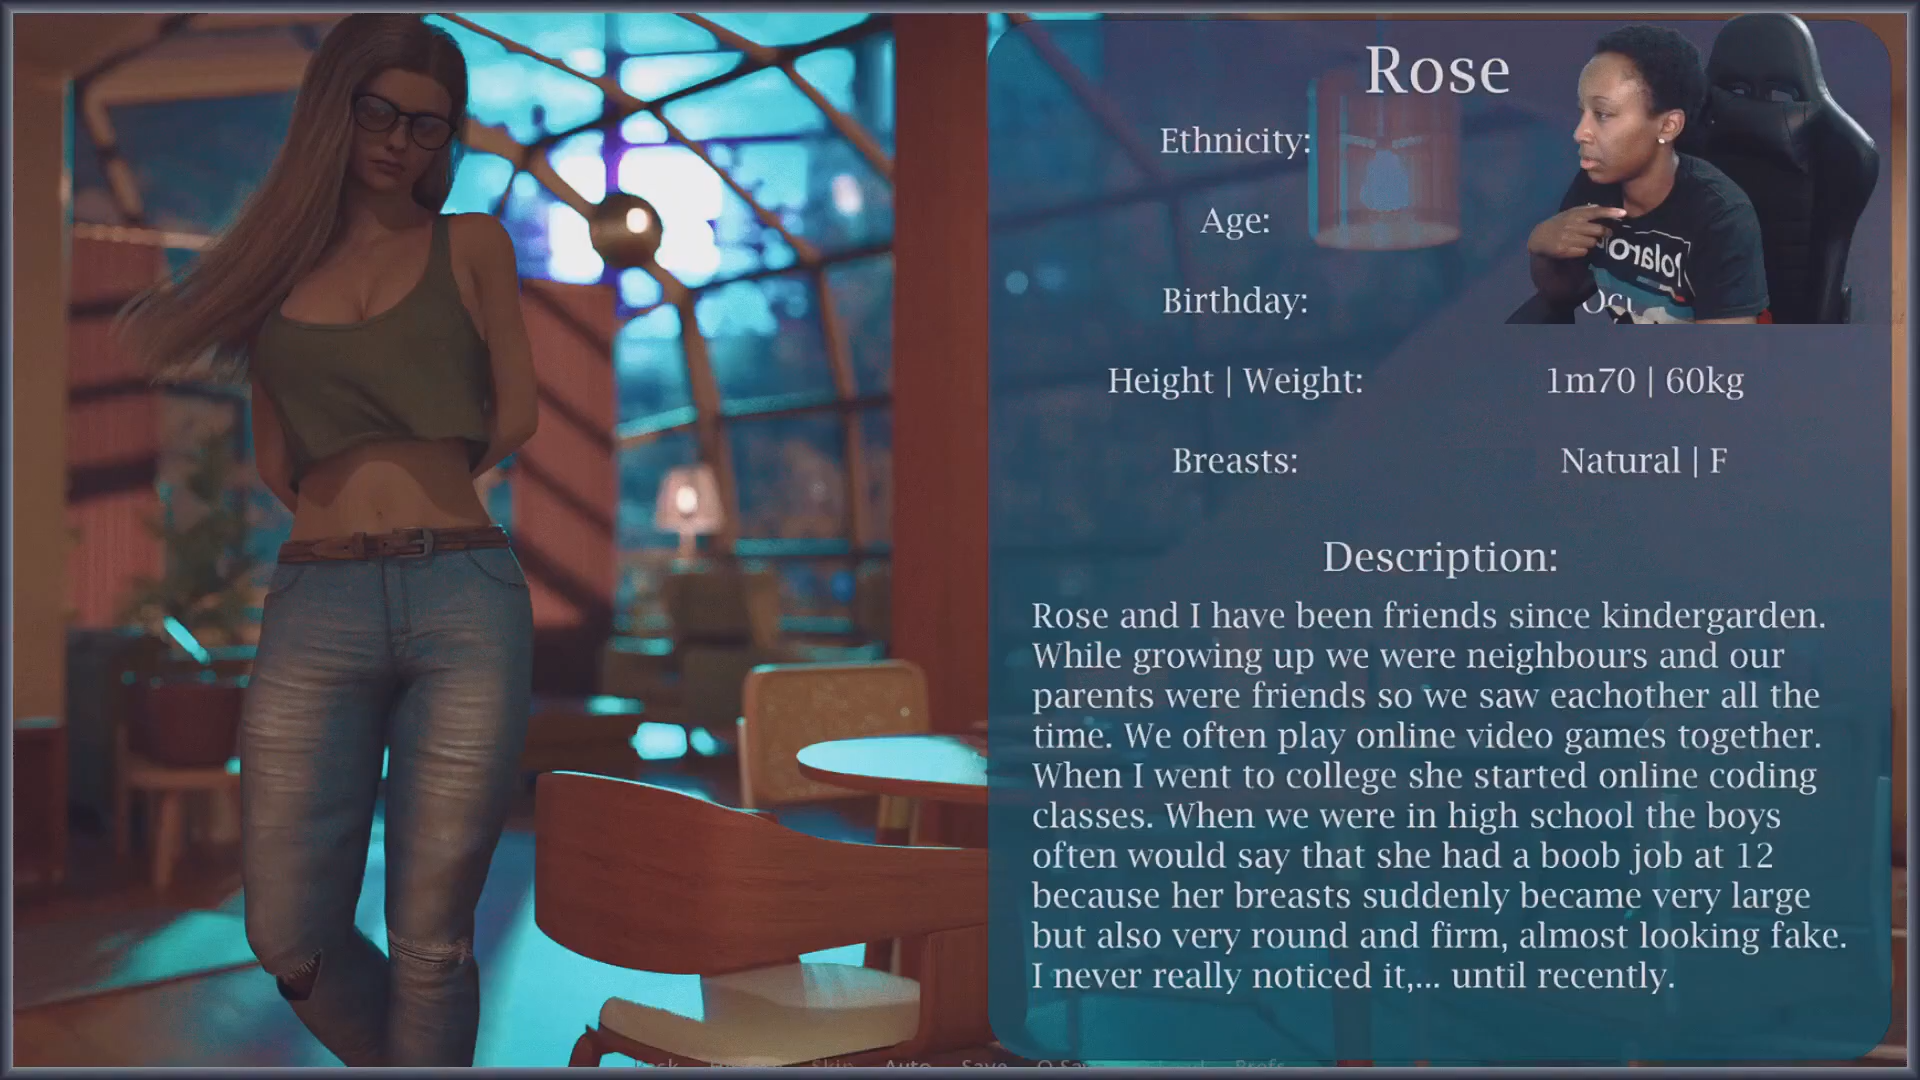 Rose
Ethnicity:
Age:
Birthday:
Height | Weight: 1m70 | 60kg
Breasts: Natural | F
Description:
Rose and I have been friends since kindergarden.
While growing up we were neighbours and our
parents were friends so we saw eachother all the
time. We often play online video games together.
When I went to college she started online coding
classes. When we were in high school the boys
often would say that she had a boob job at 12
because her breasts suddenly became very large
but also very round and firm, almost looking fake.
I never really noticed it,... until recently.
Skip Auto Save Prefs